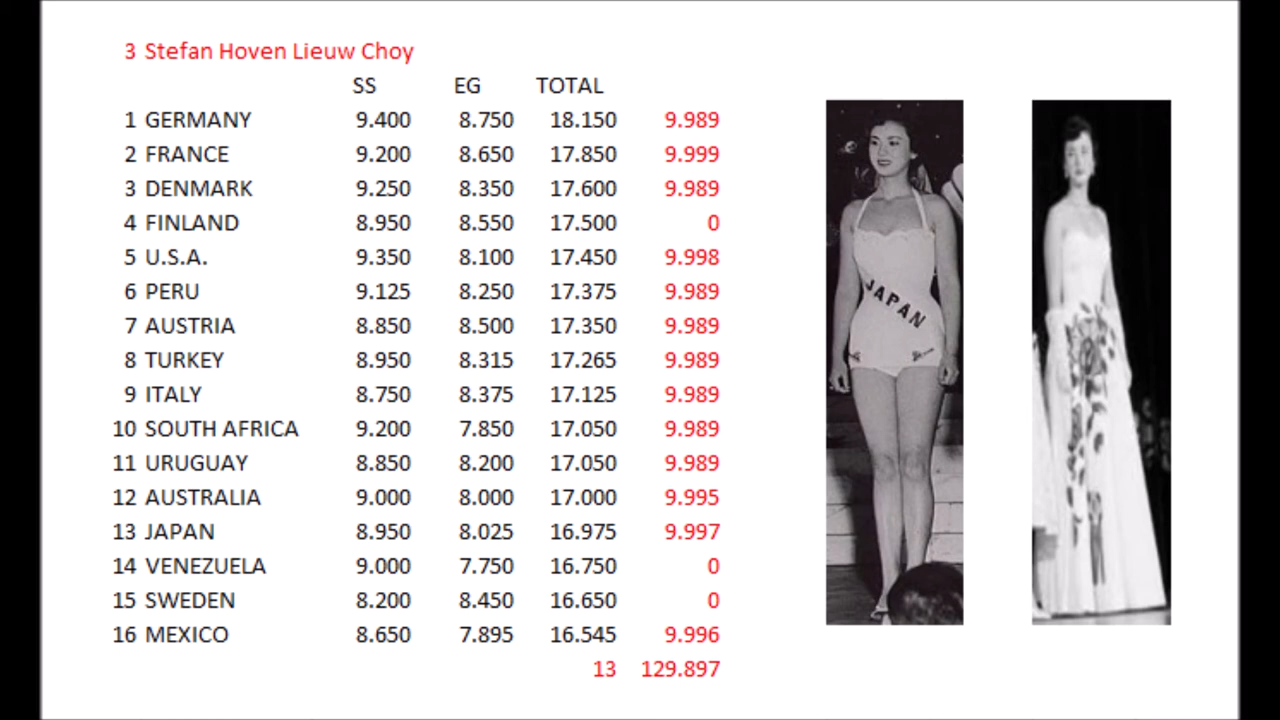 3 Stefan Hoven Lieuw Choy
SS EG TOTAL
1 GERMANY 9.400 8.750 18.150 9.989
2 FRANCE 9.200 8.650 17.850 9.999
3 DENMARK 9.250 8.350 17.600 9.989
4 FINLAND 8.950 8.550 17.500 0
5 U.S.A. 9.350 8.100 17.450 9.998
6 PERU 9.125 8.250 17.375 9.989
7 AUSTRIA 8.850 8.500 17.350 9.989
8 TURKEY 8.950 8.315 17.265 9.989
9 ITALY 8.750 8.375 17.125 9.989
10 SOUTH AFRICA 9.200 7.850 17.050 9.989
11 URUGUAY 8.850 8.200 17.050 9.989
12 AUSTRALIA 9.000 8.000 17.000 9.995
13 JAPAN 8.950 8.025 16.975 9.997
14 VENEZUELA 9.000 7.750 16.750 0
15 SWEDEN 8.200 8.450 16.650 0
16 MEXICO 8.650 7.895 16.545 9.996
13 129.897
JAPAN